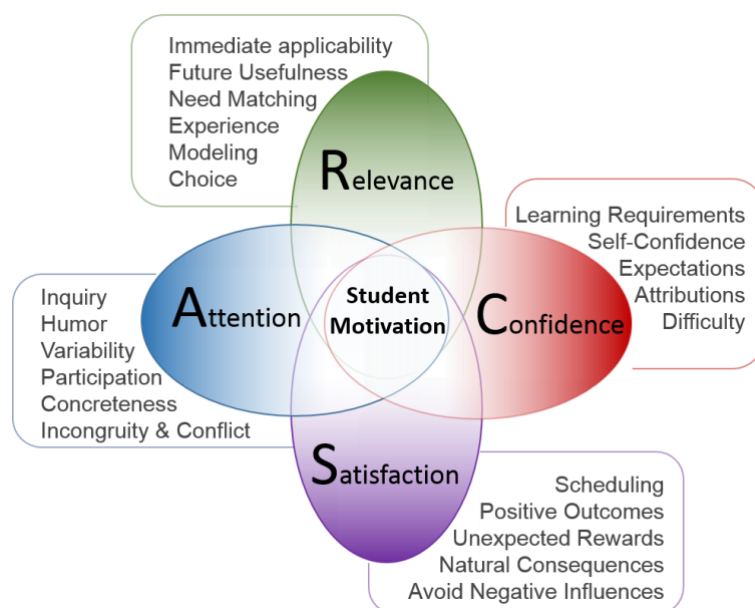 Immediate applicability
Future Usefulness
Need Matching
Experience
Modeling
Choice
Relevance
Learning Requirements
Self-Confidence
Expectations
Attributions
Difficulty
Inquiry
Humor
Variability
Participation
Concreteness
Incongruity & Conflict
Attention
Student
Motivation
Confidence
Satisfaction
Scheduling
Positive Outcomes
Unexpected Rewards
Natural Consequences
Avoid Negative Influences